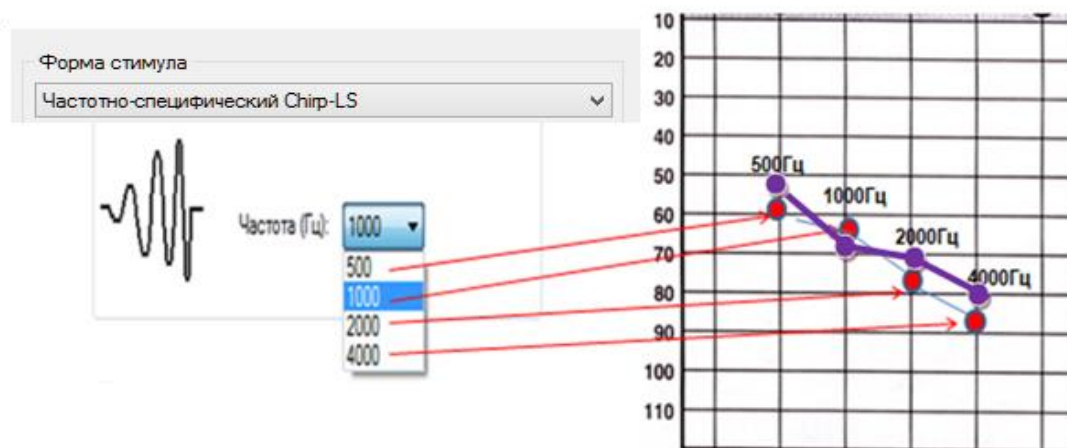 Форма стимула
Частотно-специфический Chirp-LS
Частота (Гц):
1000
500
1000
2000
4000
10
20
30
40
50
60
70
80
90
100
110
500Гц
1000Гц
2000Гц
4000Гц